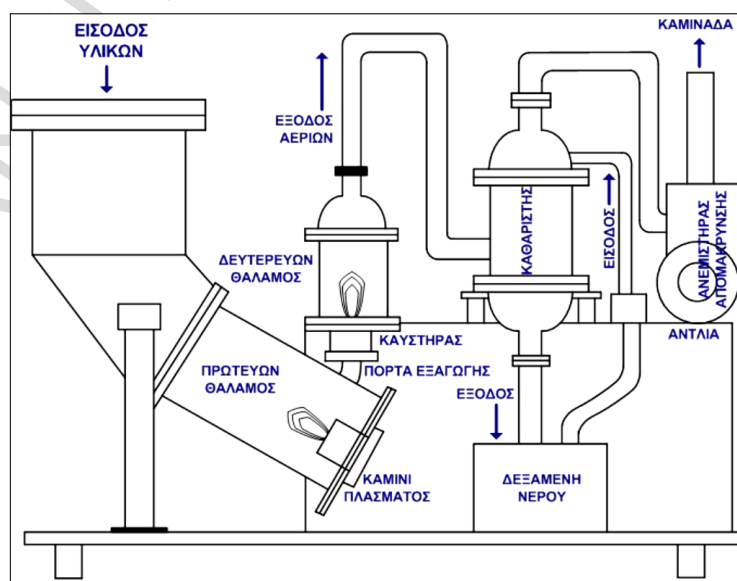 ΕΙΣΟΔΟΣ
ΥΛΙΚΩΝ
ΚΑΜΙΝΑΔΑ
ΕΞΟΔΟΣ
ΑΕΡΙΩΝ
ΚΑΘΑΡΙΣΤΗΣ
ΕΙΣΟΔΟΣ
ΑΝΕΜΙΣΤΗΡΑΣ
ΑΠΟΜΑΚΡΥΝΣΗΣ
ΔΕΥΤΕΡΕΥΩΝ
ΘΑΛΑΜΟΣ
ΚΑΥΣΤΗΡΑΣ
ΑΝΤΛΙΑ
ΠΡΩΤΕΥΩΝ
ΘΑΛΑΜΟΣ
ΠΟΡΤΑ ΕΞΑΓΩΓΗΣ
ΕΞΟΔΟΣ
ΚΑΜΙΝΙ
ΠΛΑΣΜΑΤΟΣ
ΔΕΞΑΜΕΝΗ
ΝΕΡΟΥ